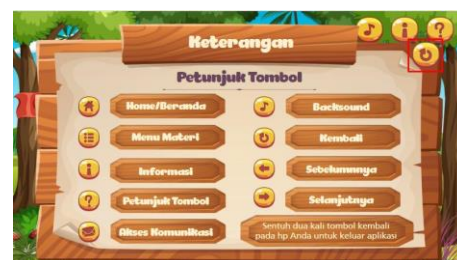 Keterangan
Petunjuk Tombol
Home/Beranda
Backsound
Menu Materi
Kembali
Informasi
Sebelumnnya
Petunjuk Tombol
Selanjutnya
Akses Komunikasi
Sentuh dua kali tombol kembali
pada hp Anda untuk keluar aplikasi